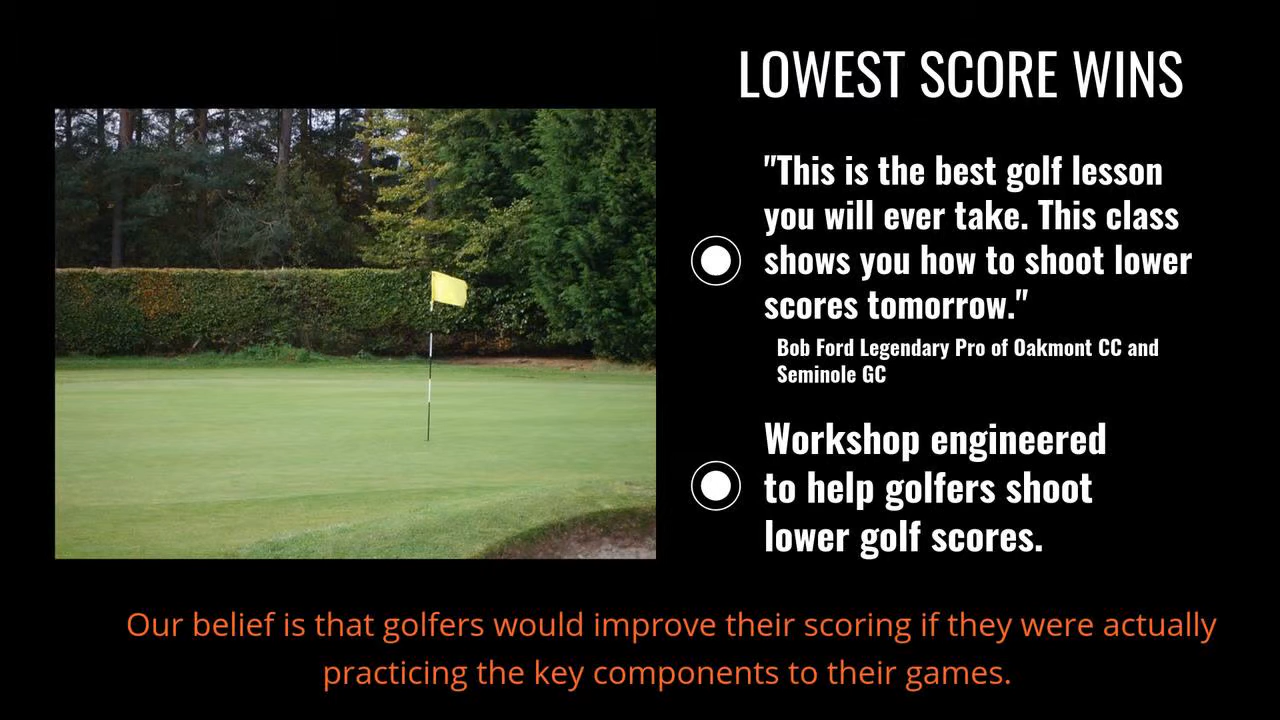 LOWEST SCORE WINS
"This is the best golf lesson
you will ever take. This class
shows you how to shoot lower
scores tomorrow."
Bob Ford Legendary Pro of Oakmont CC and
Seminole GC
Workshop engineered
to help golfers shoot
lower golf scores.
Our belief is that golfers would improve their scoring if they were actually
practicing the key components to their games.